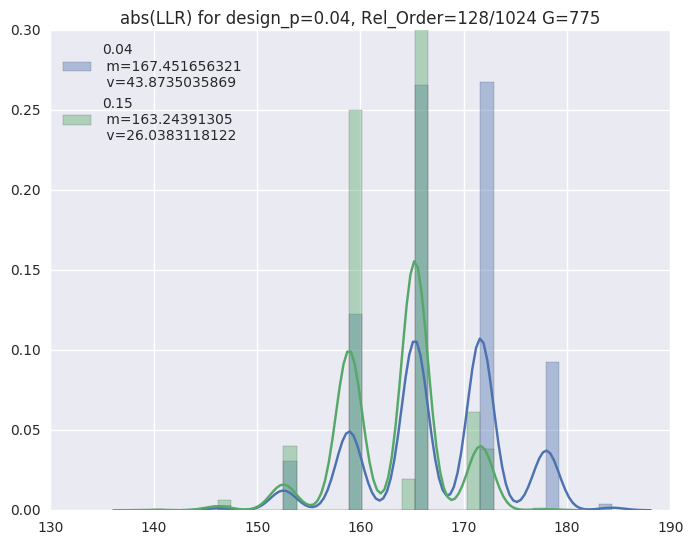 abs(LLR) for design_p=0.04, Rel_Order=128/1024 G=775
0.30
0.25
0.20
0.15
0.10
0.05
0.00
0.04
m=167.451656321
v=43.8735035869
0.15
m=163.24391305
v=26.0383118122
130 140 150 160 170 180 190